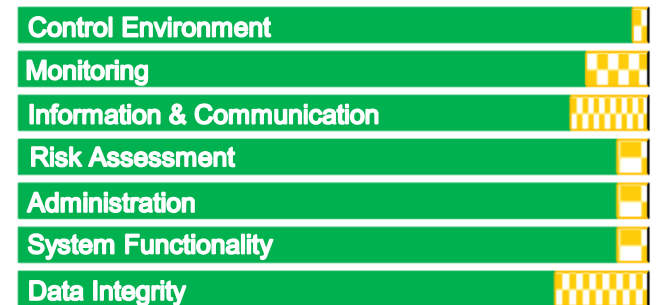 Control Environment
Monitoring
Information & Communication
Risk Assessment
Administration
System Functionality
Data Integrity